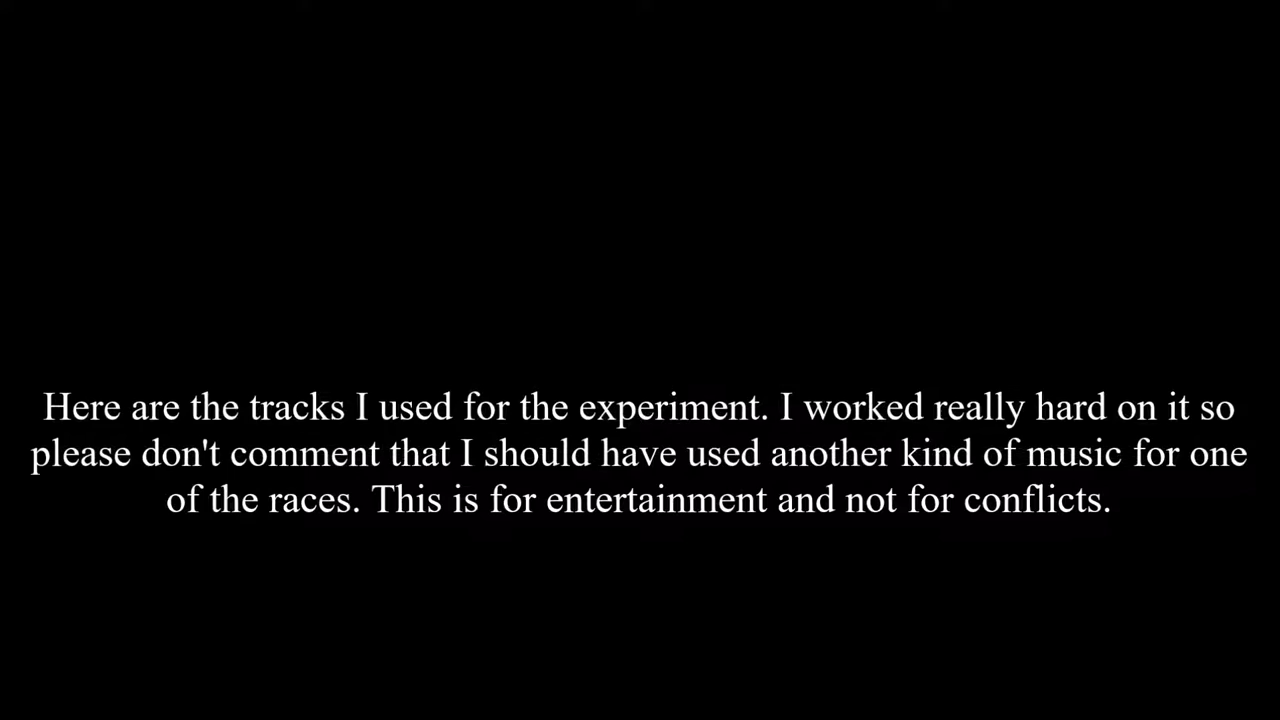 Here are the tracks I used for the experiment. I worked really hard on it so
please don't comment that I should have used another kind of music for one
of the races. This is for entertainment and not for conflicts.